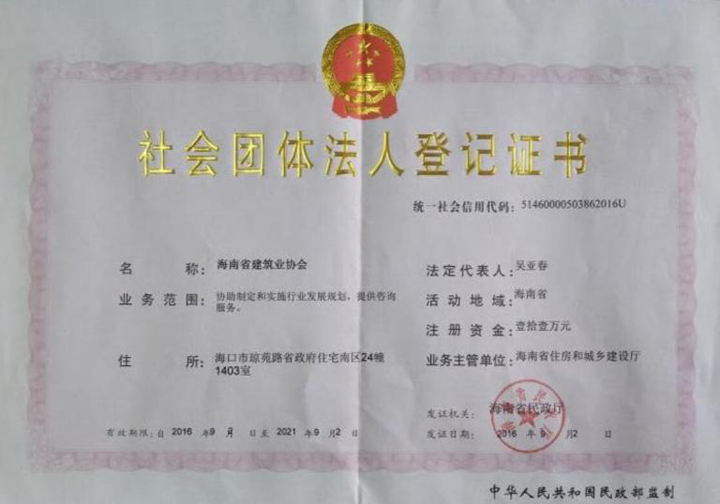 社会团体法人登记证书
统一社会信用代码：51460000503862016U
名 称：海南省建筑业协会
业务范围：协助制定和实施行业发展规划，提供咨询
服务。
住 所：海口市琼苑路省政府住宅南区24幢
1403室
有效期限：自 2016 年 9 月 2 日 至 2021 年 9 月 2 日
法定代表人：吴亚春
活动地域：海南省
注册资金：壹拾壹万元
业务主管单位：海南省住房和城乡建设厅
发证机关：海南省民政厅
发证日期：2016 年 9 月 2 日
中华人民共和国民政部监制